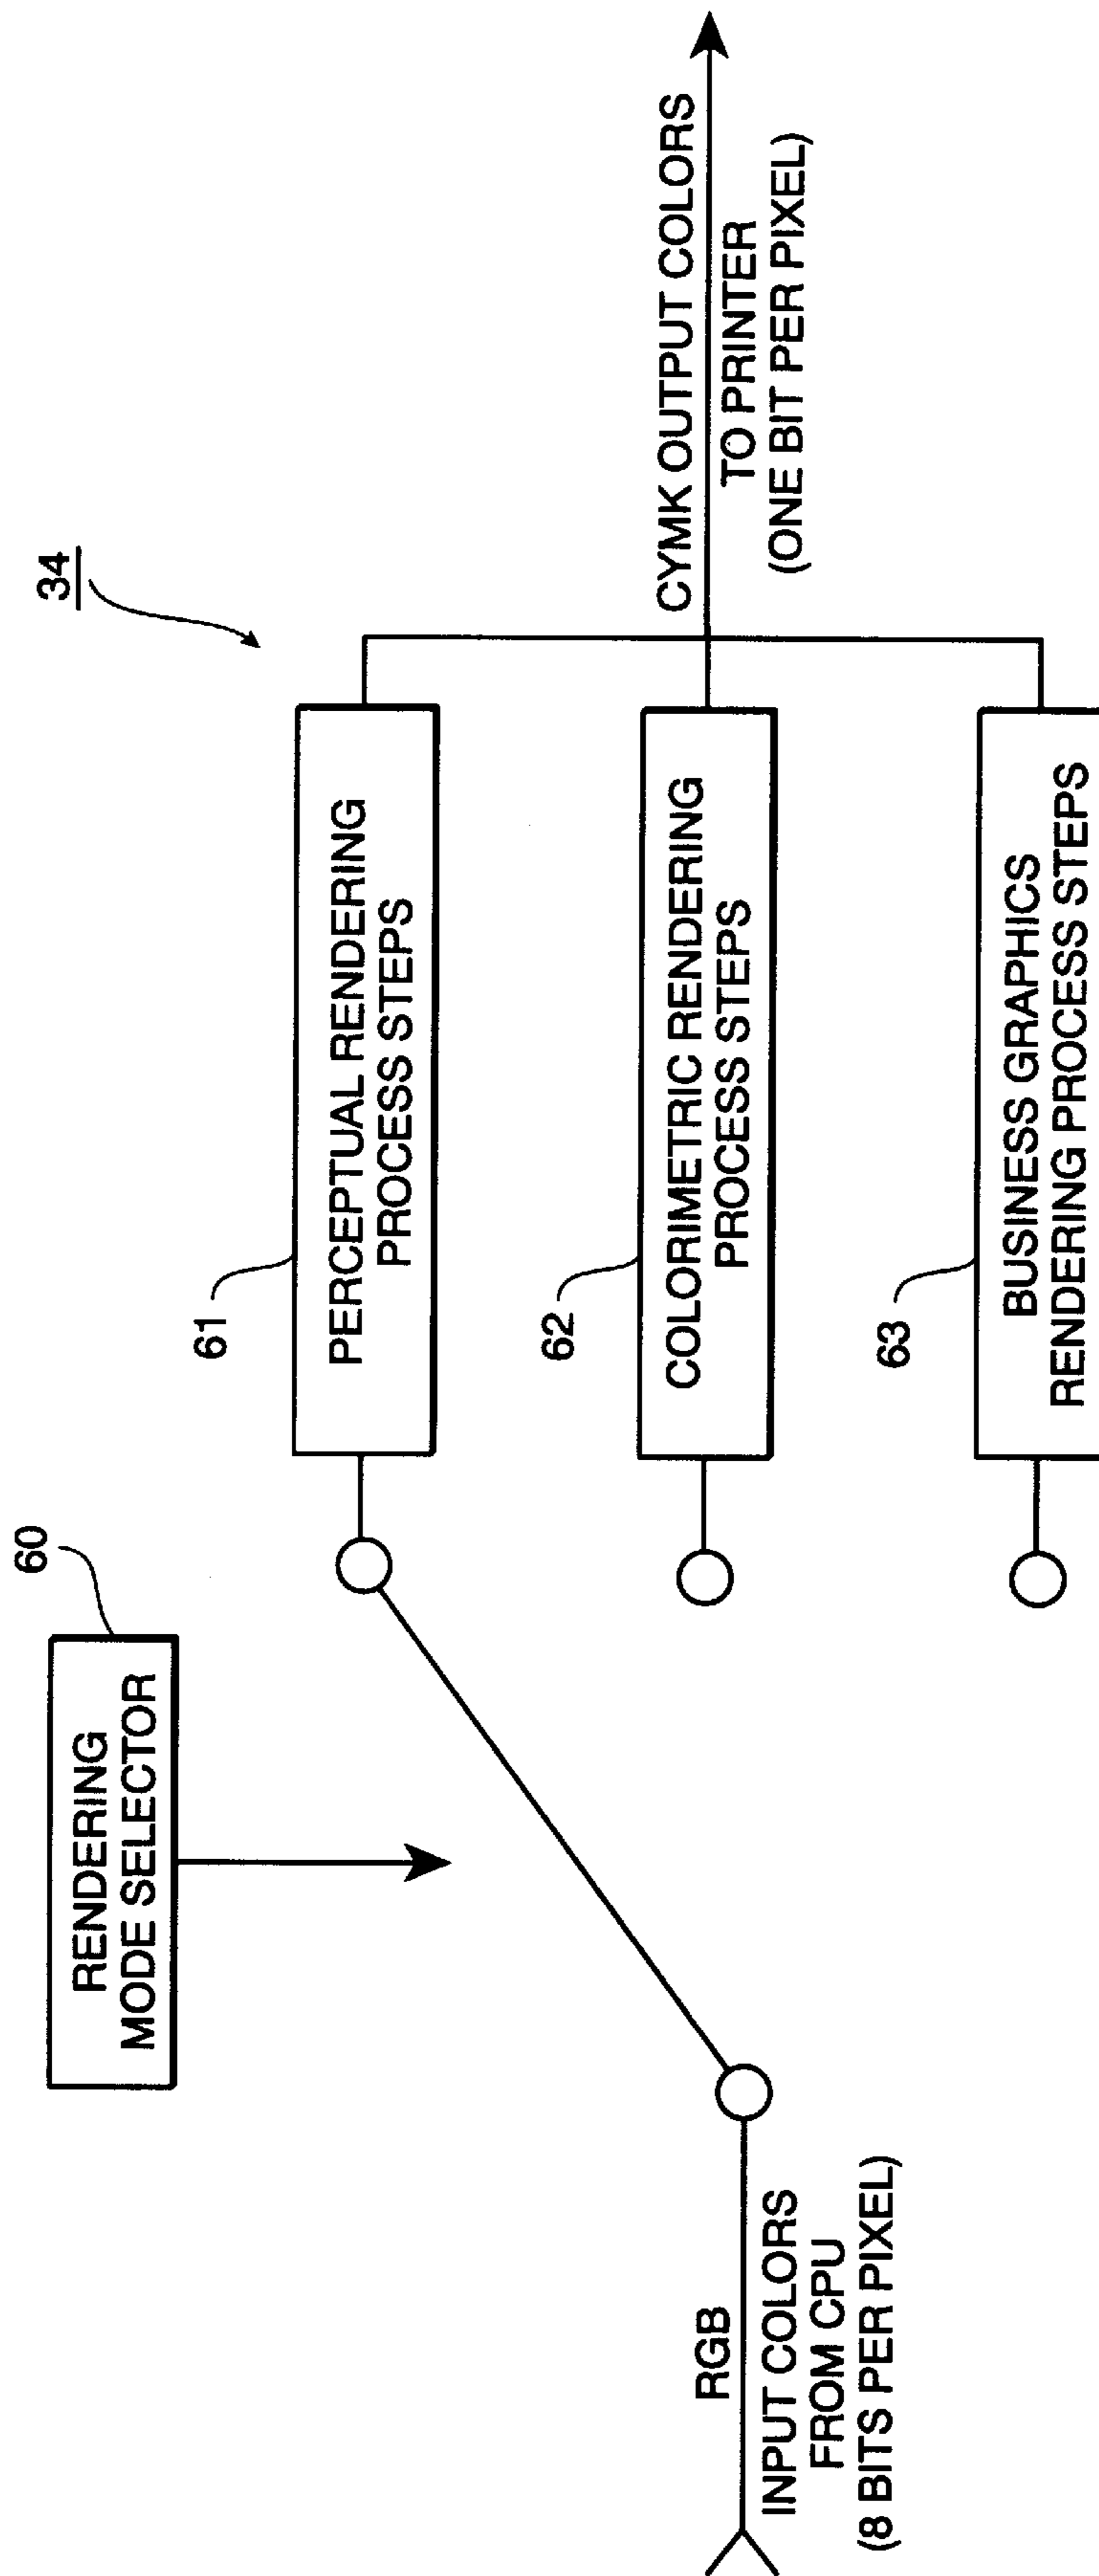 34
60
RENDERING
MODE SELECTOR
61
PERCEPTUAL RENDERING
PROCESS STEPS
62
COLORIMETRIC RENDERING
PROCESS STEPS
63
BUSINESS GRAPHICS
RENDERING PROCESS STEPS
RGB
INPUT COLORS
FROM CPU
(8 BITS PER PIXEL)
CYMK OUTPUT COLORS
TO PRINTER
(ONE BIT PER PIXEL)